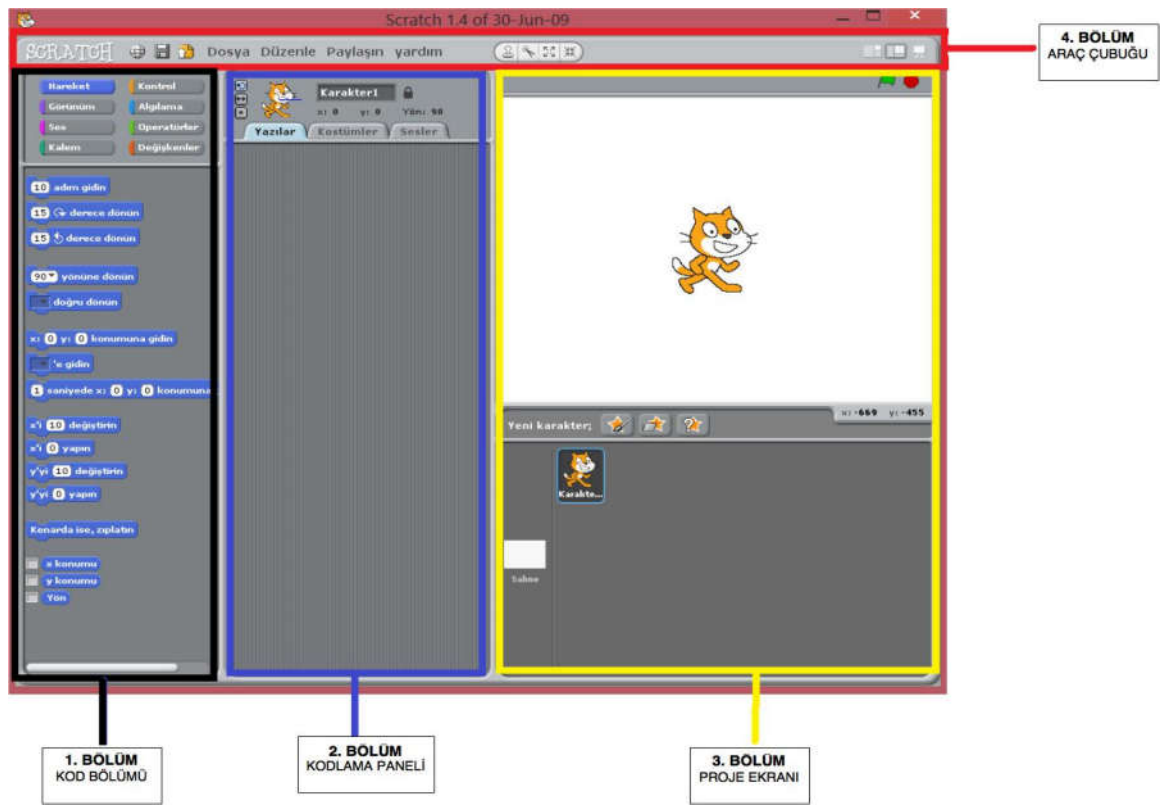 Scratch 1.4 of 30-Jun-09
SCRATCH Dosya Düzenle Paylaşın yardım
4. BÖLÜM
ARAÇ ÇUBUĞU
Hareket Kontrol
Görünüm Algılama
Ses Operatörler
Kalem Değişkenler
10 adım gidin
15 derece dönün
15 derece dönün
90 yönüne dönün
doğru dönün
x: 0 y: 0 konumuna gidin
'e gidin
1 saniyede x: 0 y: 0 konumuna
x'i 10 değiştirin
x'i 0 yapın
y'yi 10 değiştirin
y'yi 0 yapın
Kenarda ise, zıplatın
x konumu
y konumu
Yön
Karakter1
x: 0 y: 0 Yön: 90
Yazılar Kostümler Sesler
x: -669 y: -455
Yeni karakter;
Karakte...
Sahne
1. BÖLÜM
KOD BÖLÜMÜ
2. BÖLÜM
KODLAMA PANELİ
3. BÖLÜM
PROJE EKRANI